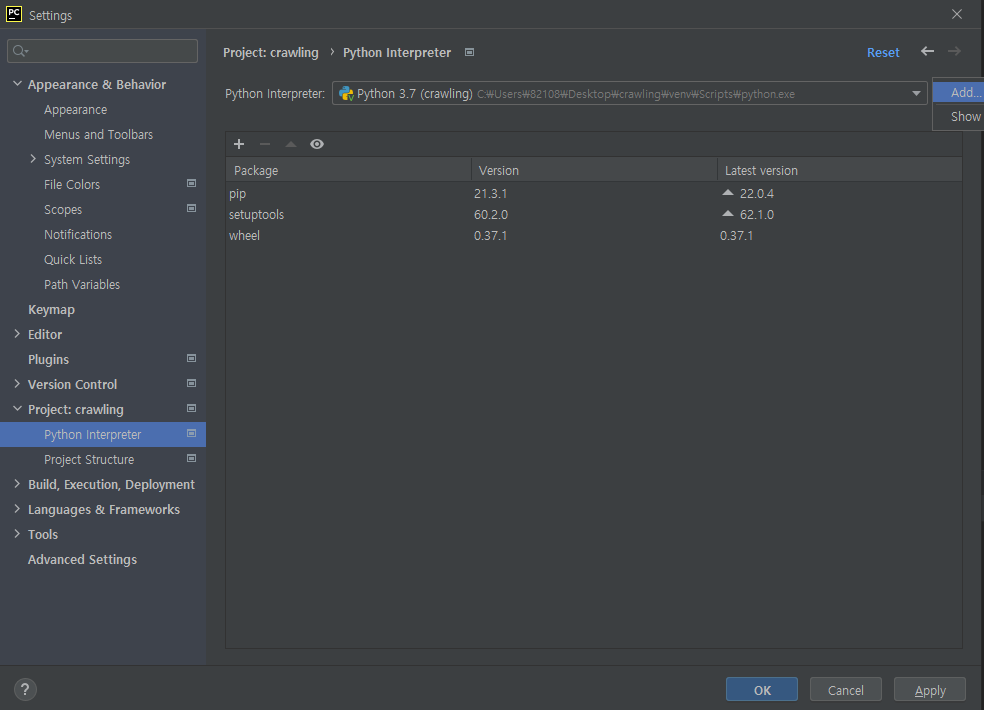 PC Settings
Project: crawling › Python Interpreter
Reset
Appearance & Behavior
Appearance
Menus and Toolbars
System Settings
File Colors
Scopes
Notifications
Quick Lists
Path Variables
Keymap
Editor
Plugins
Version Control
Project: crawling
Python Interpreter
Project Structure
Build, Execution, Deployment
Languages & Frameworks
Tools
Advanced Settings
Python Interpreter: Python 3.7 (crawling) C:₩Users₩82108₩Desktop₩crawling₩venv₩Scripts₩python.exe
Add...
Show
Package Version Latest version
pip 21.3.1 22.0.4
setuptools 60.2.0 62.1.0
wheel 0.37.1 0.37.1
? OK Cancel Apply